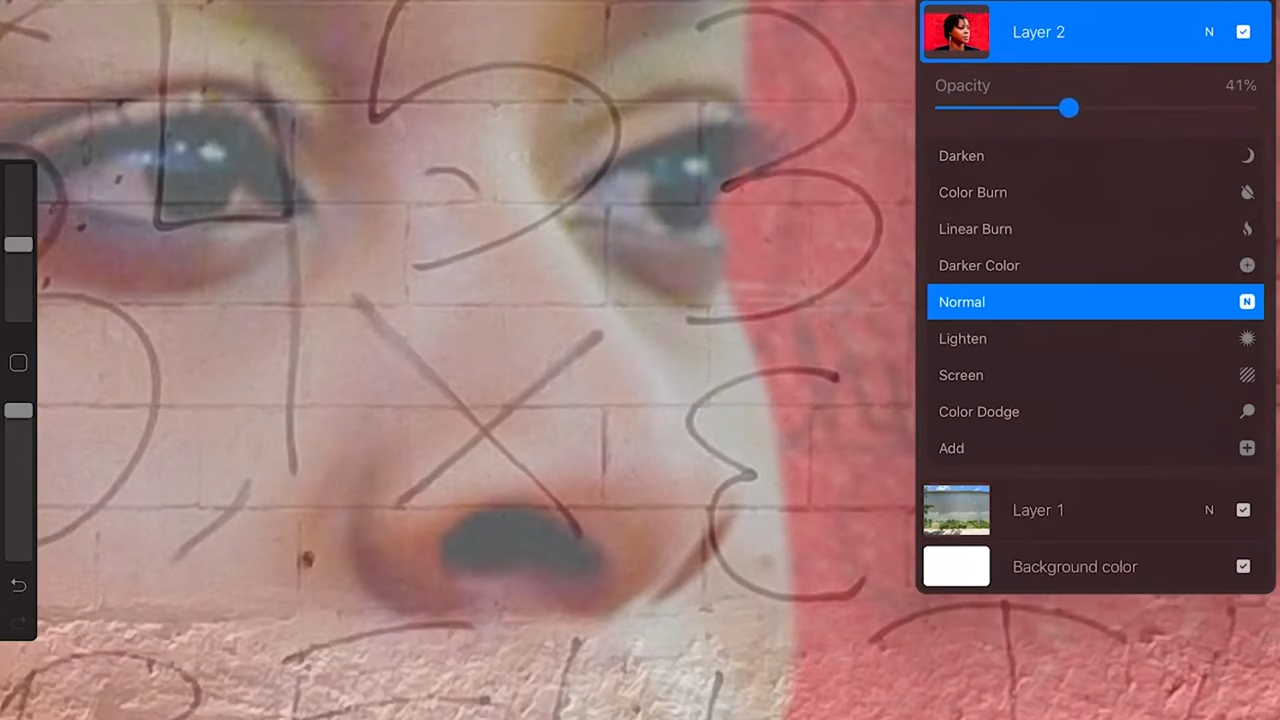 Layer 2 N
Opacity 41%
Darken
Color Burn
Linear Burn
Darker Color
Normal N
Lighten
Screen
Color Dodge
Add
Layer 1 N
Background color